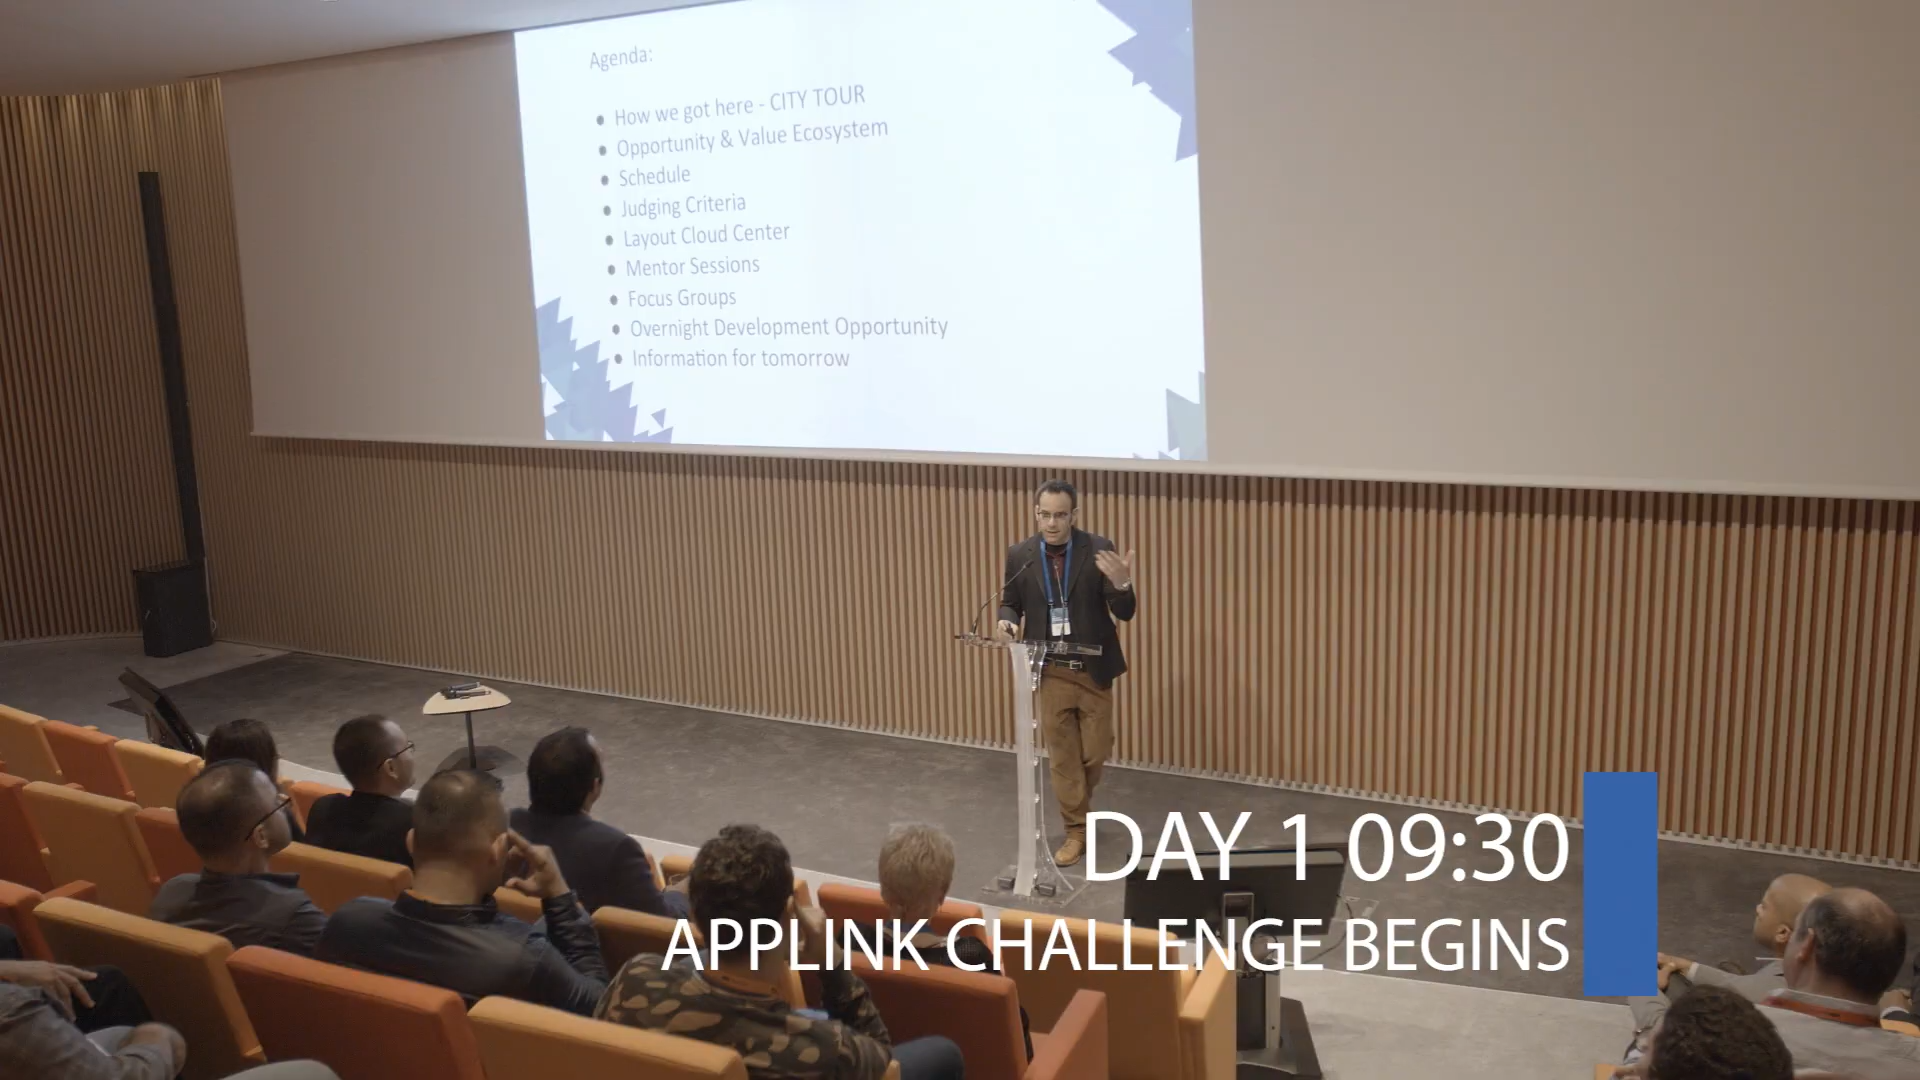 Agenda:
• How we got here - CITY TOUR
• Opportunity & Value Ecosystem
• Schedule
• Judging Criteria
• Layout Cloud Center
• Mentor Sessions
• Focus Groups
• Overnight Development Opportunity
• Information for tomorrow
DAY 1 09:30
APPLINK CHALLENGE BEGINS